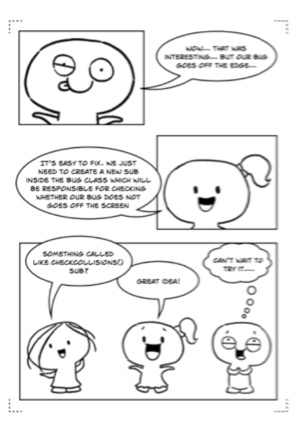 WOW... THAT WAS
INTERESTING... BUT OUR BUG
GOES OFF THE EDGE...
IT'S EASY TO FIX. WE JUST
NEED TO CREATE A NEW SUB
INSIDE THE BUG CLASS WHICH WILL
BE RESPONSIBLE FOR CHECKING
WHETHER OUR BUG DOES NOT
GOES OFF THE SCREEN
SOMETHING CALLED
LIKE CHECKCOLLISIONS()
SUB?
GREAT IDEA!
CAN'T WAIT TO
TRY IT.....